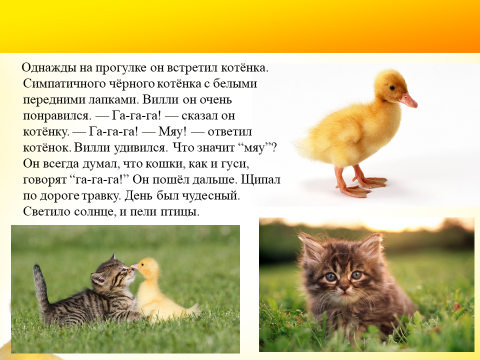 Однажды на прогулке он встретил котёнка.
Симпатичного чёрного котёнка с белыми
передними лапками. Вилли он очень
понравился. — Га-га-га! — сказал он
котёнку. — Га-га-га! — Мяу! — ответил
котёнок. Вилли удивился. Что значит “мяу”?
Он всегда думал, что кошки, как и гуси,
говорят “га-га-га!” Он пошёл дальше. Щипал
по дороге травку. День был чудесный.
Светило солнце, и пели птицы.